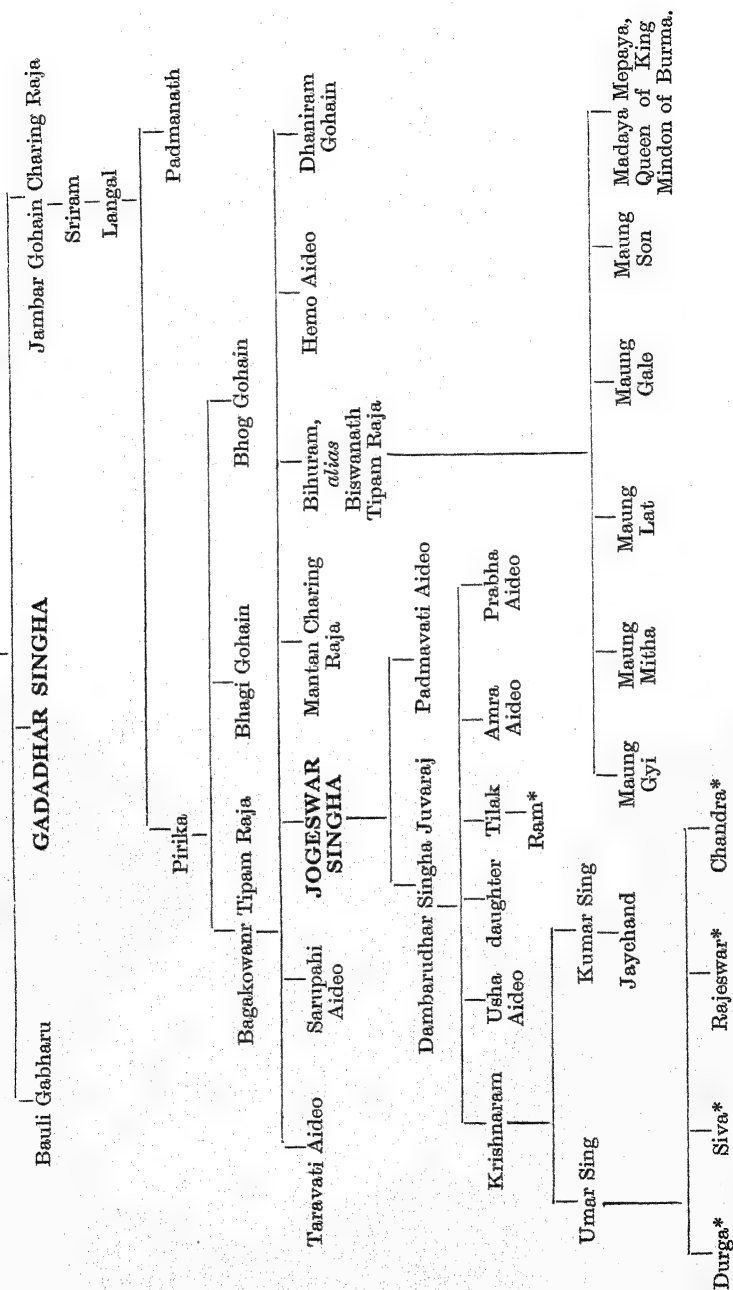 Bauli Gabharu
GADADHAR SINGHA
Jambar Gohain Charing Raja
Sriram
Langal
Pirika
Padmanath
Bagakowanr Tipam Raja
Bhagi Gohain
Bhog Gohain
Taravati Aideo
Sarupahi
Aideo
JOGESWAR
SINGHA
Mantan Charing
Raja
Bihuram,
alias
Biswanath
Tipam Raja
Hemo Aideo
Dhaniram
Gohain
Dambarudhar Singha Juvaraj
Padmavati Aideo
Krishnaram
Usha
Aideo
daughter
Tilak
Ram*
Amra
Aideo
Prabha
Aideo
Umar Sing
Kumar Sing
Jaychand
Maung
Gyi
Maung
Mitha
Maung
Lat
Maung
Gale
Maung
Son
Madaya Mepaya,
Queen of King
Mindon of Burma.
Durga*
Siva*
Rajeswar*
Chandra*